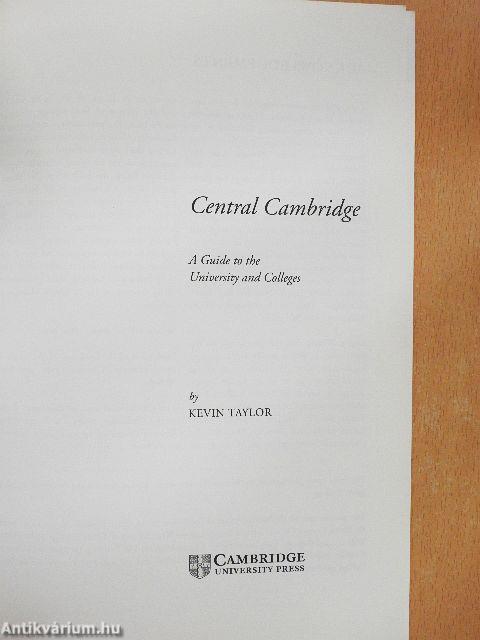 Central Cambridge
A Guide to the
University and Colleges
by
KEVIN TAYLOR
CAMBRIDGE
UNIVERSITY PRESS
Antikvárium.hu